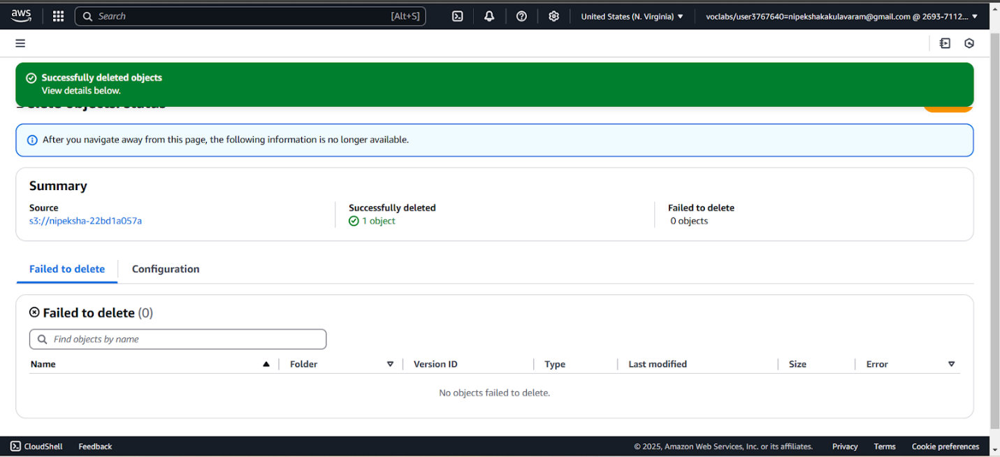 aws
Search [Alt+S] United States (N. Virginia) voclabs/user3767640=nipekshakakulavaram@gmail.com @ 2693-7112...
Successfully deleted objects
View details below.
Delete objects: status
After you navigate away from this page, the following information is no longer available.
Summary
Source Successfully deleted Failed to delete
s3://nipeksha-22bd1a057a 1 object 0 objects
Failed to delete Configuration
Failed to delete (0)
Find objects by name
Name Folder Version ID Type Last modified Size Error
No objects failed to delete.
CloudShell Feedback © 2025, Amazon Web Services, Inc. or its affiliates. Privacy Terms Cookie preferences